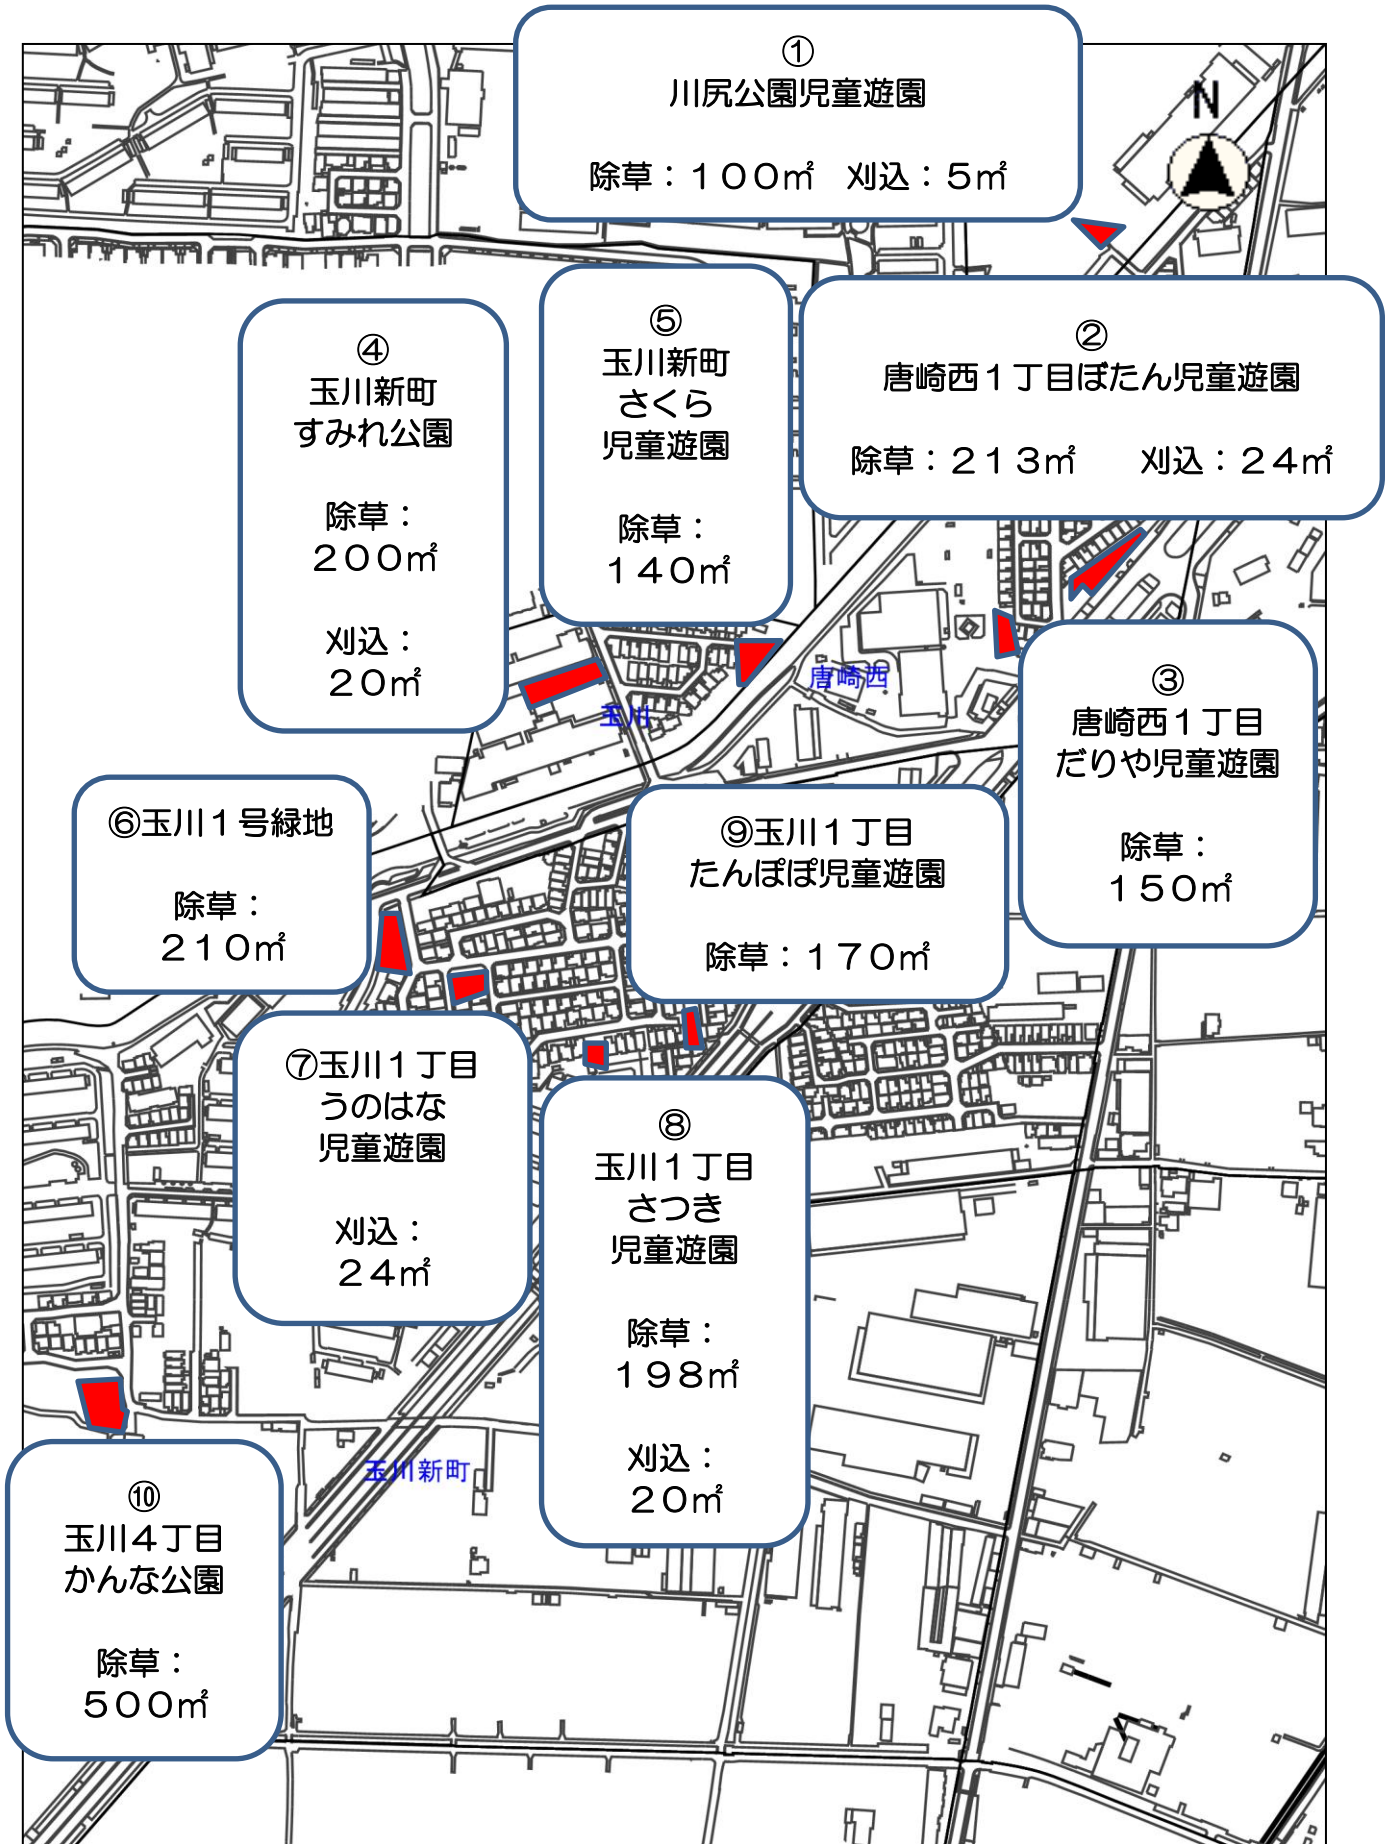 ①
川尻公園児童遊園
除草：１００㎡　刈込：５㎡
N
④
玉川新町
すみれ公園
除草：
２００㎡
刈込：
２０㎡
⑤
玉川新町
さくら
児童遊園
除草：
１４０㎡
②
唐崎西１丁目ぼたん児童遊園
除草：２１３㎡　　刈込：２４㎡
唐崎西
玉川
③
唐崎西１丁目
だりや児童遊園
除草：
１５０㎡
⑥玉川１号緑地
除草：
２１０㎡
⑨玉川１丁目
たんぽぽ児童遊園
除草：１７０㎡
⑦玉川１丁目
うのはな
児童遊園
刈込：
２４㎡
⑧
玉川１丁目
さつき
児童遊園
除草：
１９８㎡
刈込：
２０㎡
玉川新町
⑩
玉川４丁目
かんな公園
除草：
５００㎡